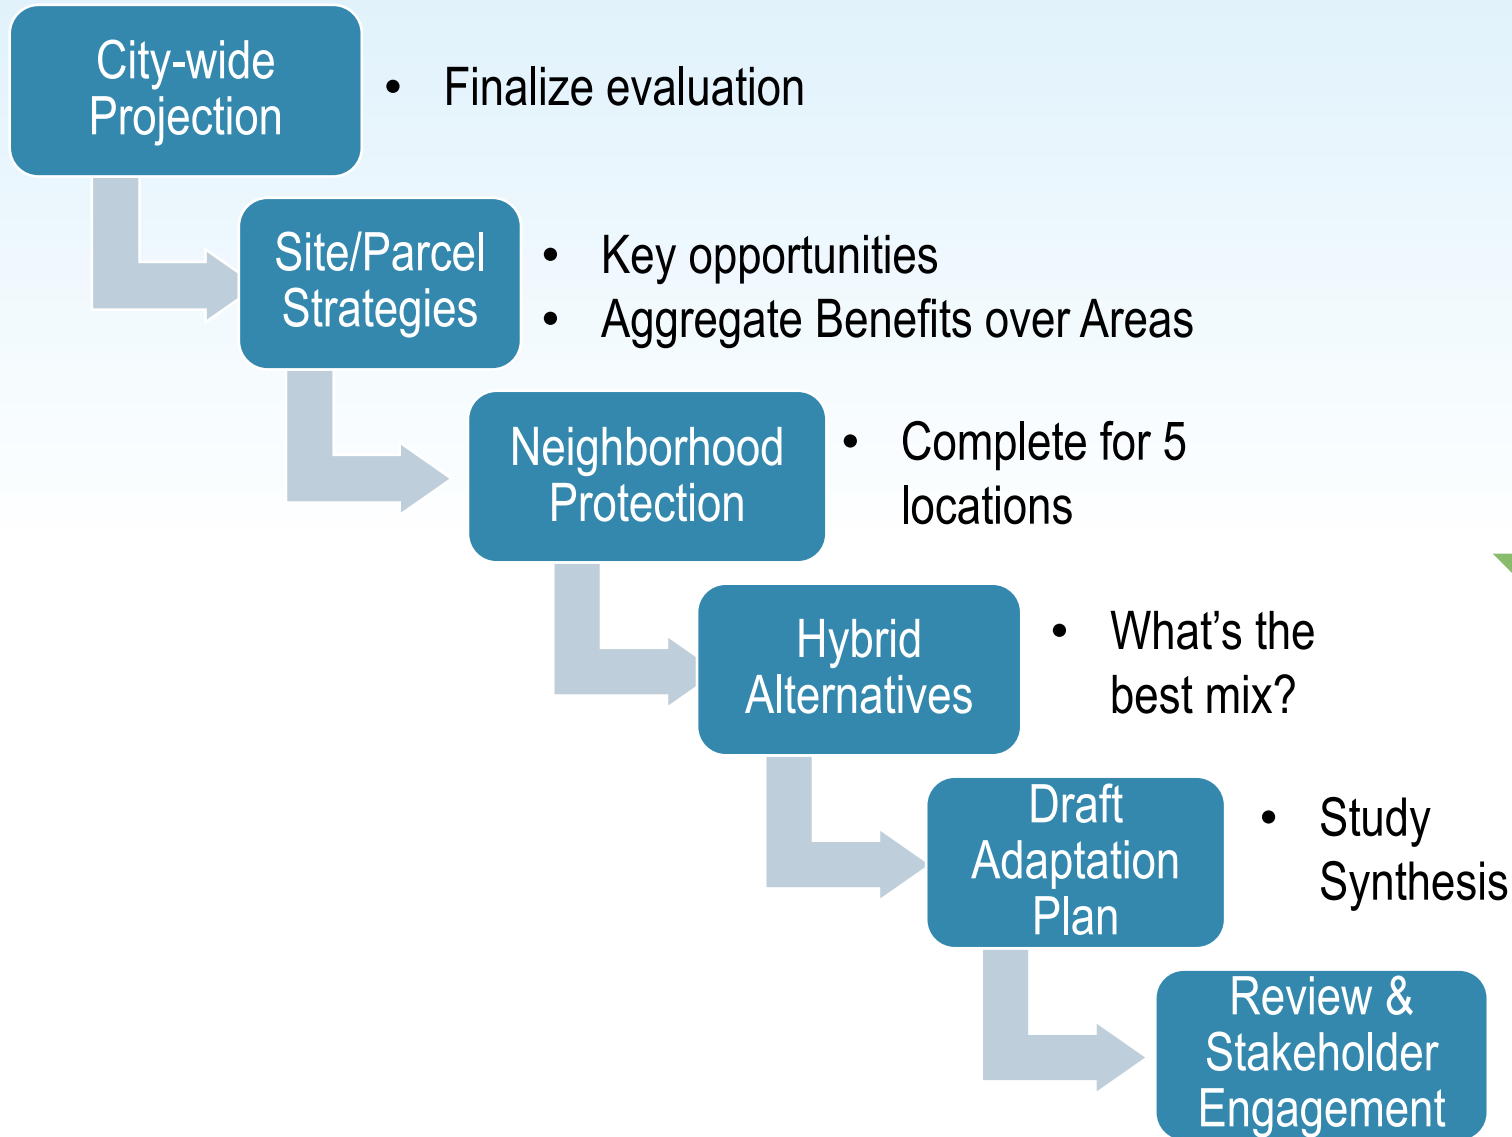 City-wide
Projection
• Finalize evaluation
Site/Parcel
Strategies
• Key opportunities
• Aggregate Benefits over Areas
Neighborhood
Protection
• Complete for 5
locations
Hybrid
Alternatives
• What’s the
best mix?
Draft
Adaptation
Plan
• Study
Synthesis
Review &
Stakeholder
Engagement